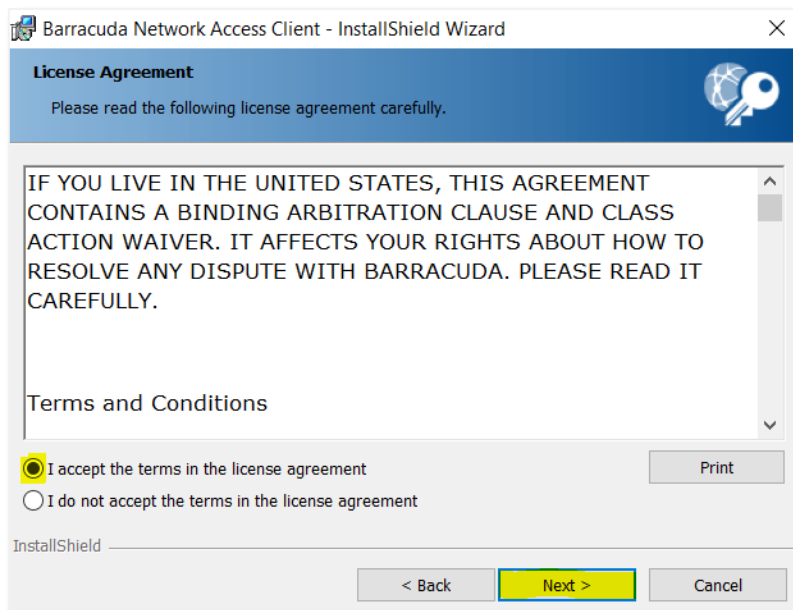 Barracuda Network Access Client - InstallShield Wizard
License Agreement
Please read the following license agreement carefully.
IF YOU LIVE IN THE UNITED STATES, THIS AGREEMENT
CONTAINS A BINDING ARBITRATION CLAUSE AND CLASS
ACTION WAIVER. IT AFFECTS YOUR RIGHTS ABOUT HOW TO
RESOLVE ANY DISPUTE WITH BARRACUDA. PLEASE READ IT
CAREFULLY.
Terms and Conditions
I accept the terms in the license agreement
Print
I do not accept the terms in the license agreement
InstallShield
< Back
Next >
Cancel